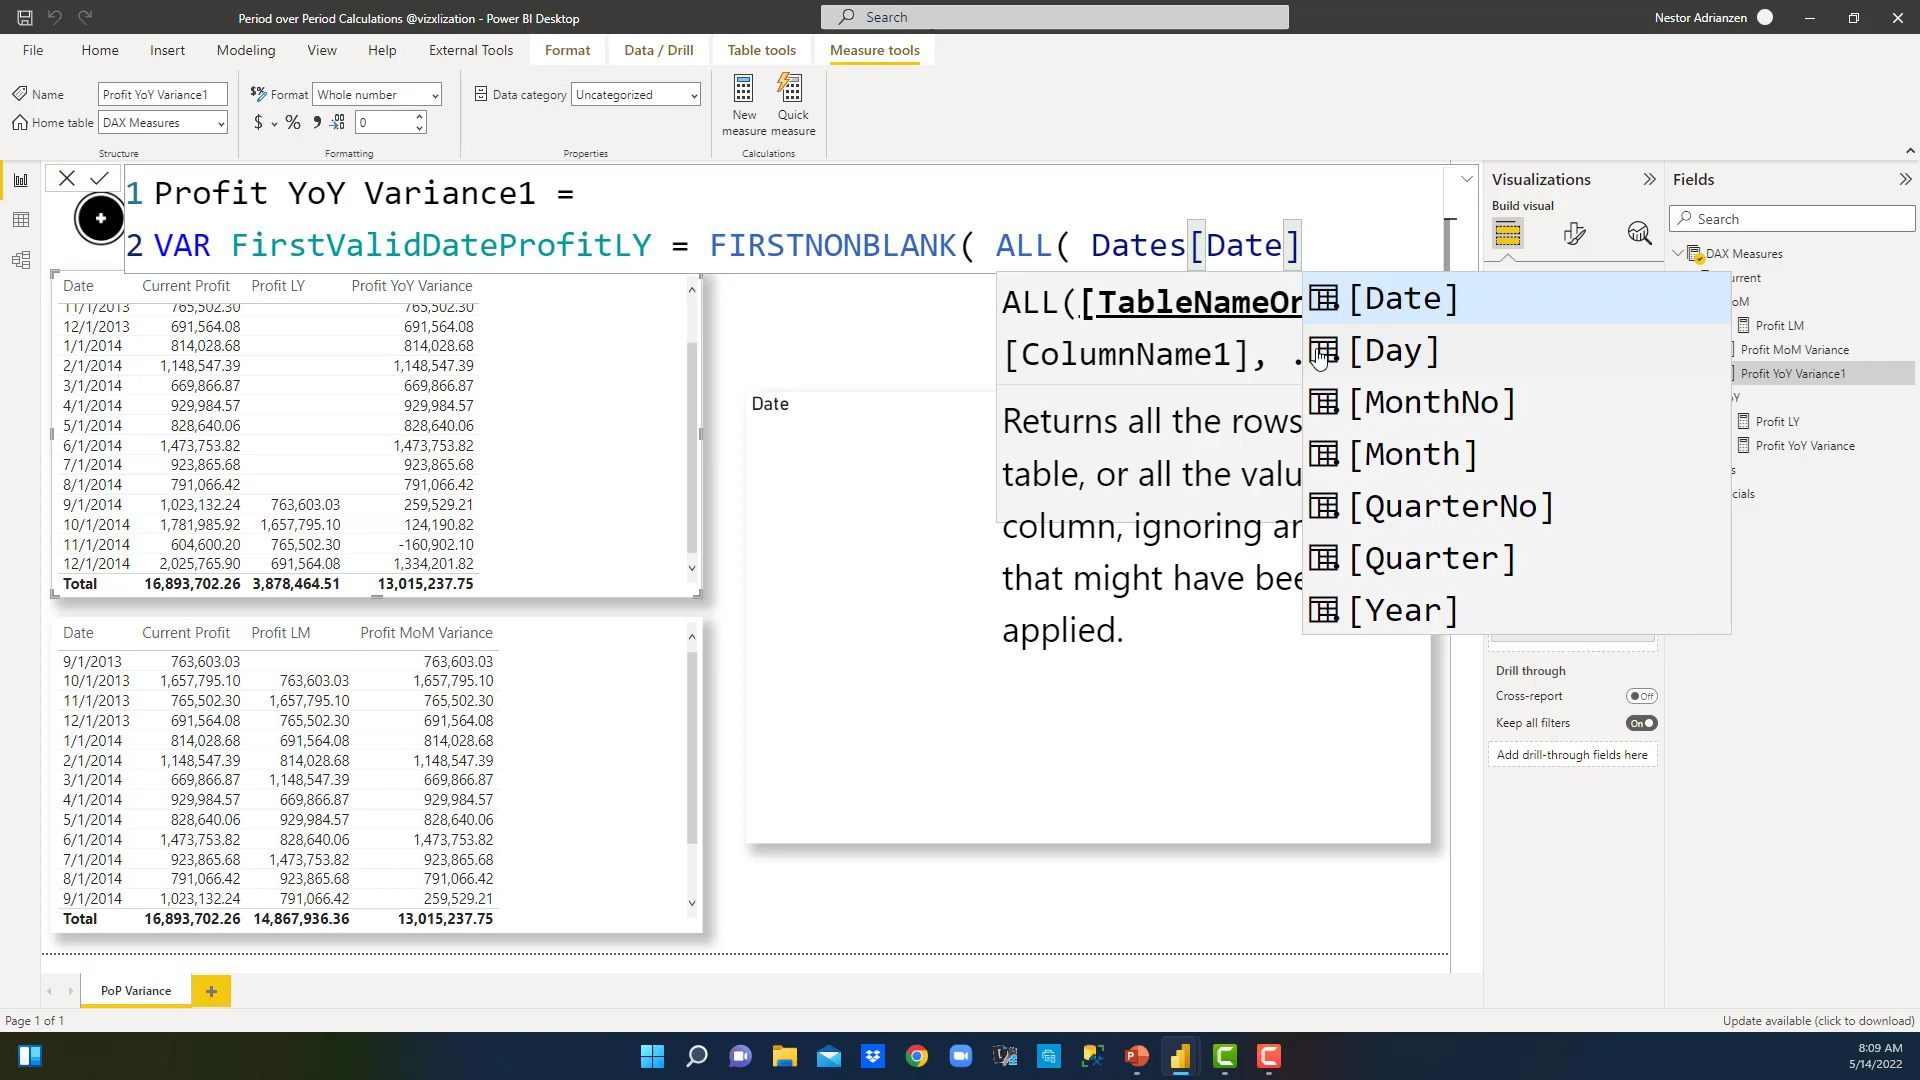 Period over Period Calculations @vizxlization - Power BI Desktop
Search
Nestor Adrianzen
File
Home
Insert
Modeling
View
Help
External Tools
Format
Data / Drill
Table tools
Measure tools
Name
Profit YoY Variance1
Home table
DAX Measures
Structure
Format
Whole number
$
%
0
Formatting
Data category
Uncategorized
Properties
New measure
Quick measure
Calculations
1 Profit YoY Variance1 =
2 VAR FirstValidDateProfitLY = FIRSTNONBLANK( ALL( Dates[Date]
ALL([TableNameOr
[ColumnName1], .
Returns all the rows
table, or all the valu
column, ignoring an
that might have bee
applied.
[Date]
[Day]
[MonthNo]
[Month]
[QuarterNo]
[Quarter]
[Year]
Date Current Profit Profit LY Profit YoY Variance
11/1/2013 765,502.30 765,502.30
12/1/2013 691,564.08 691,564.08
1/1/2014 814,028.68 814,028.68
2/1/2014 1,148,547.39 1,148,547.39
3/1/2014 669,866.87 669,866.87
4/1/2014 929,984.57 929,984.57
5/1/2014 828,640.06 828,640.06
6/1/2014 1,473,753.82 1,473,753.82
7/1/2014 923,865.68 923,865.68
8/1/2014 791,066.42 791,066.42
9/1/2014 1,023,132.24 763,603.03 259,529.21
10/1/2014 1,781,985.92 1,657,795.10 124,190.82
11/1/2014 604,600.20 765,502.30 -160,902.10
12/1/2014 2,025,765.90 691,564.08 1,334,201.82
Total 16,893,702.26 3,878,464.51 13,015,237.75
Date
Date Current Profit Profit LM Profit MoM Variance
9/1/2013 763,603.03 763,603.03
10/1/2013 1,657,795.10 763,603.03 1,657,795.10
11/1/2013 765,502.30 1,657,795.10 765,502.30
12/1/2013 691,564.08 765,502.30 691,564.08
1/1/2014 814,028.68 691,564.08 814,028.68
2/1/2014 1,148,547.39 814,028.68 1,148,547.39
3/1/2014 669,866.87 1,148,547.39 669,866.87
4/1/2014 929,984.57 669,866.87 929,984.57
5/1/2014 828,640.06 929,984.57 828,640.06
6/1/2014 1,473,753.82 828,640.06 1,473,753.82
7/1/2014 923,865.68 1,473,753.82 923,865.68
8/1/2014 791,066.42 923,865.68 791,066.42
9/1/2014 1,023,132.24 791,066.42 259,529.21
Total 16,893,702.26 14,867,936.36 13,015,237.75
Visualizations
Build visual
Drill through
Cross-report
Off
Keep all filters
On
Add drill-through fields here
Fields
Search
DAX Measures
urrent
oM
Profit LM
Profit MoM Variance
Profit YoY Variance1
Y
Profit LY
Profit YoY Variance
s
cials
PoP Variance
Page 1 of 1
Update available (click to download)
8:09 AM
5/14/2022